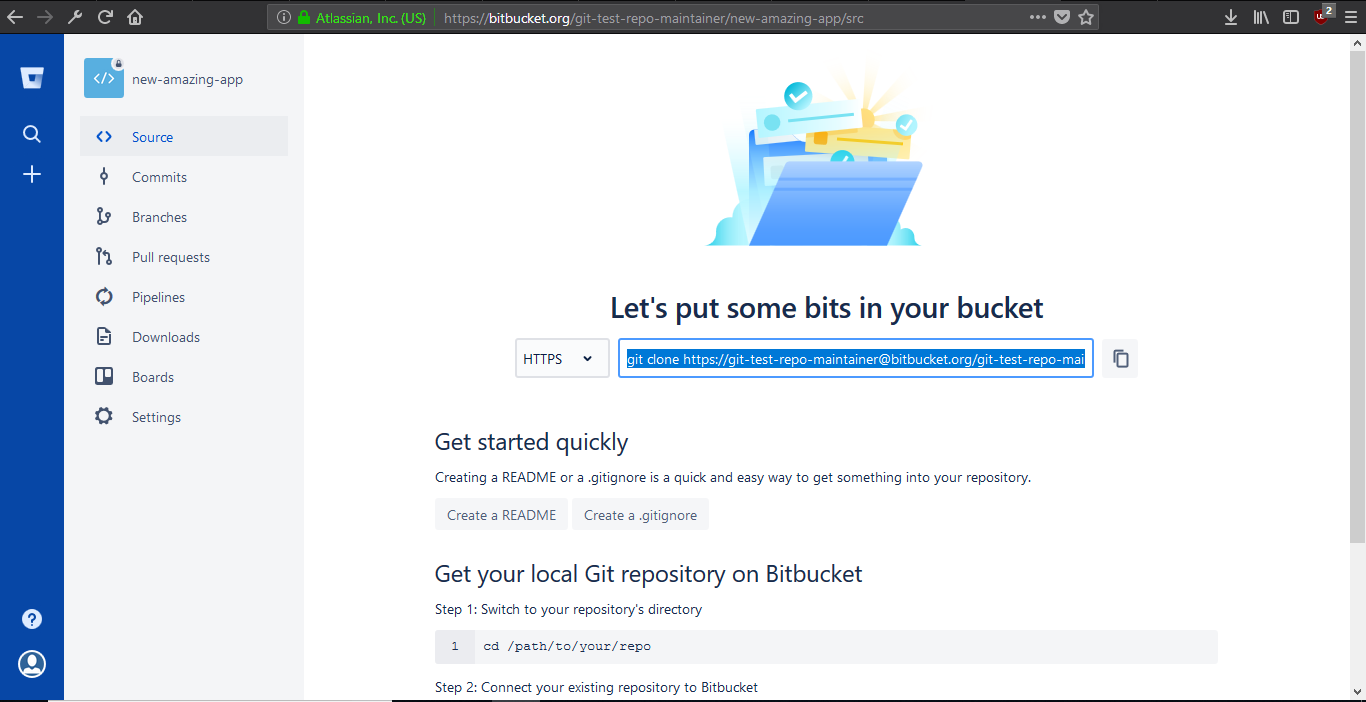 Atlassian, Inc. (US)
https://bitbucket.org/git-test-repo-maintainer/new-amazing-app/src
2
new-amazing-app
Source
Commits
Branches
Pull requests
Pipelines
Downloads
Boards
Settings
Let's put some bits in your bucket
HTTPS
git clone https://git-test-repo-maintainer@bitbucket.org/git-test-repo-mai
Get started quickly
Creating a README or a .gitignore is a quick and easy way to get something into your repository.
Create a README
Create a .gitignore
Get your local Git repository on Bitbucket
Step 1: Switch to your repository's directory
1 cd /path/to/your/repo
Step 2: Connect your existing repository to Bitbucket